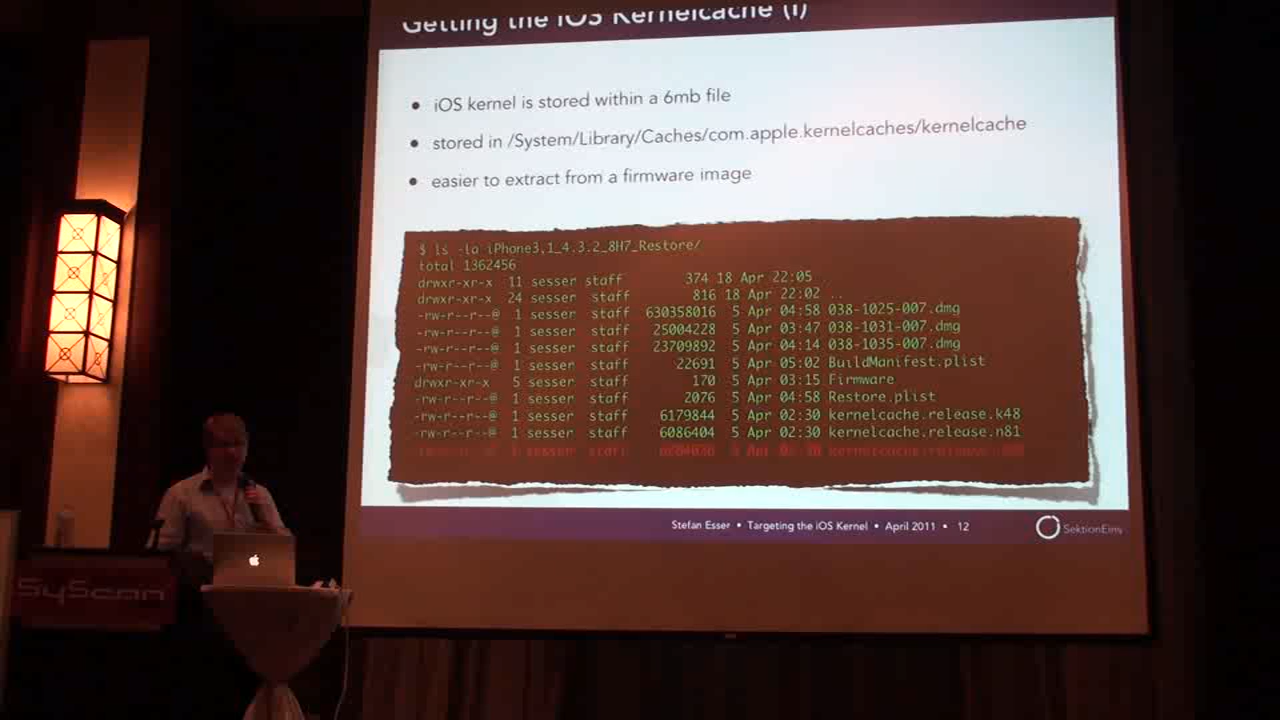 Getting the iOS Kernelcache (I)
• iOS kernel is stored within a 6mb file
• stored in /System/Library/Caches/com.apple.kernelcaches/kernelcache
• easier to extract from a firmware image
$ ls -la iPhone3,1_4.3.2_8H7_Restore/
total 1362456
drwxr-xr-x 11 sesser staff 374 18 Apr 22:05 .
drwxr-xr-x 24 sesser staff 816 18 Apr 22:02 ..
-rw-r--r--@ 1 sesser staff 630358016 5 Apr 04:58 038-1025-007.dmg
-rw-r--r--@ 1 sesser staff 25004228 5 Apr 03:47 038-1031-007.dmg
-rw-r--r--@ 1 sesser staff 23709892 5 Apr 04:14 038-1035-007.dmg
-rw-r--r--@ 1 sesser staff 22691 5 Apr 05:02 BuildManifest.plist
drwxr-xr-x 5 sesser staff 170 5 Apr 03:15 Firmware
-rw-r--r--@ 1 sesser staff 2076 5 Apr 04:58 Restore.plist
-rw-r--r--@ 1 sesser staff 6179844 5 Apr 02:30 kernelcache.release.k48
-rw-r--r--@ 1 sesser staff 6086404 5 Apr 02:30 kernelcache.release.n81
Stefan Esser • Targeting the iOS Kernel • April 2011 • 12
SektionEins
SyScan